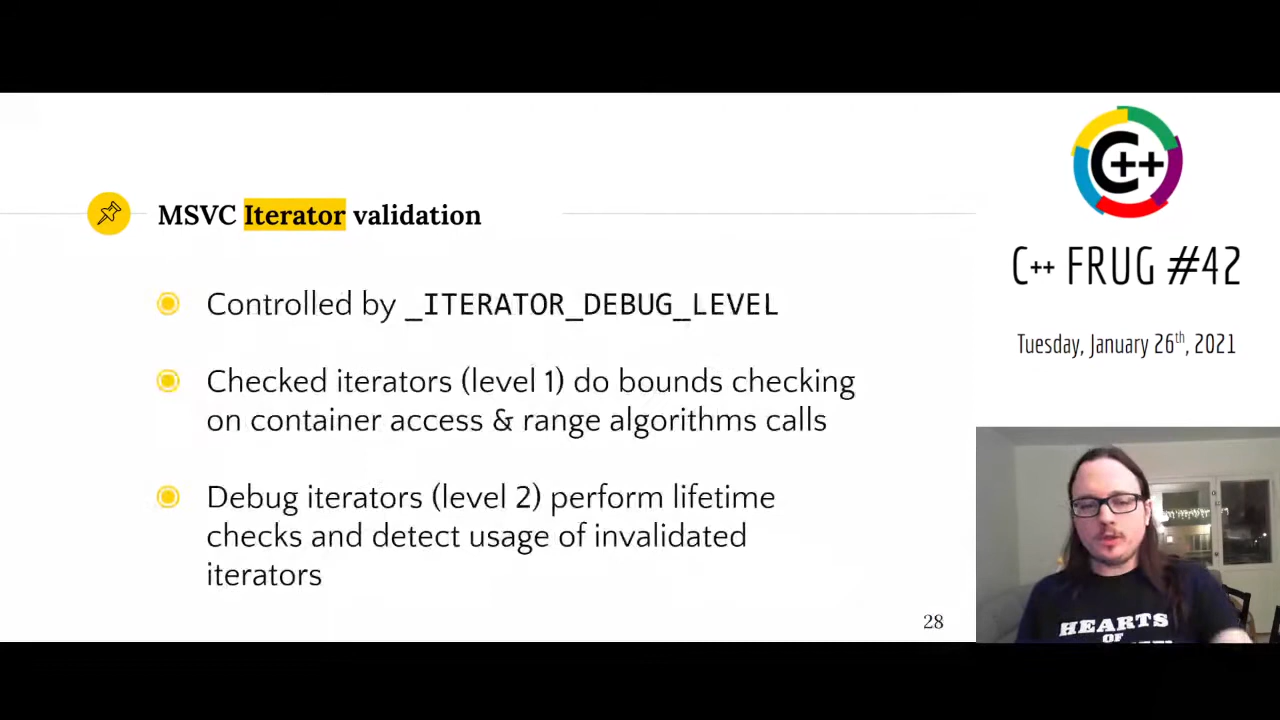 MSVC Iterator validation
Controlled by _ITERATOR_DEBUG_LEVEL
Checked iterators (level 1) do bounds checking
on container access & range algorithms calls
Debug iterators (level 2) perform lifetime
checks and detect usage of invalidated
iterators
28
C++
C++ FRUG #42
Tuesday, January 26th, 2021
HEARTS
OF